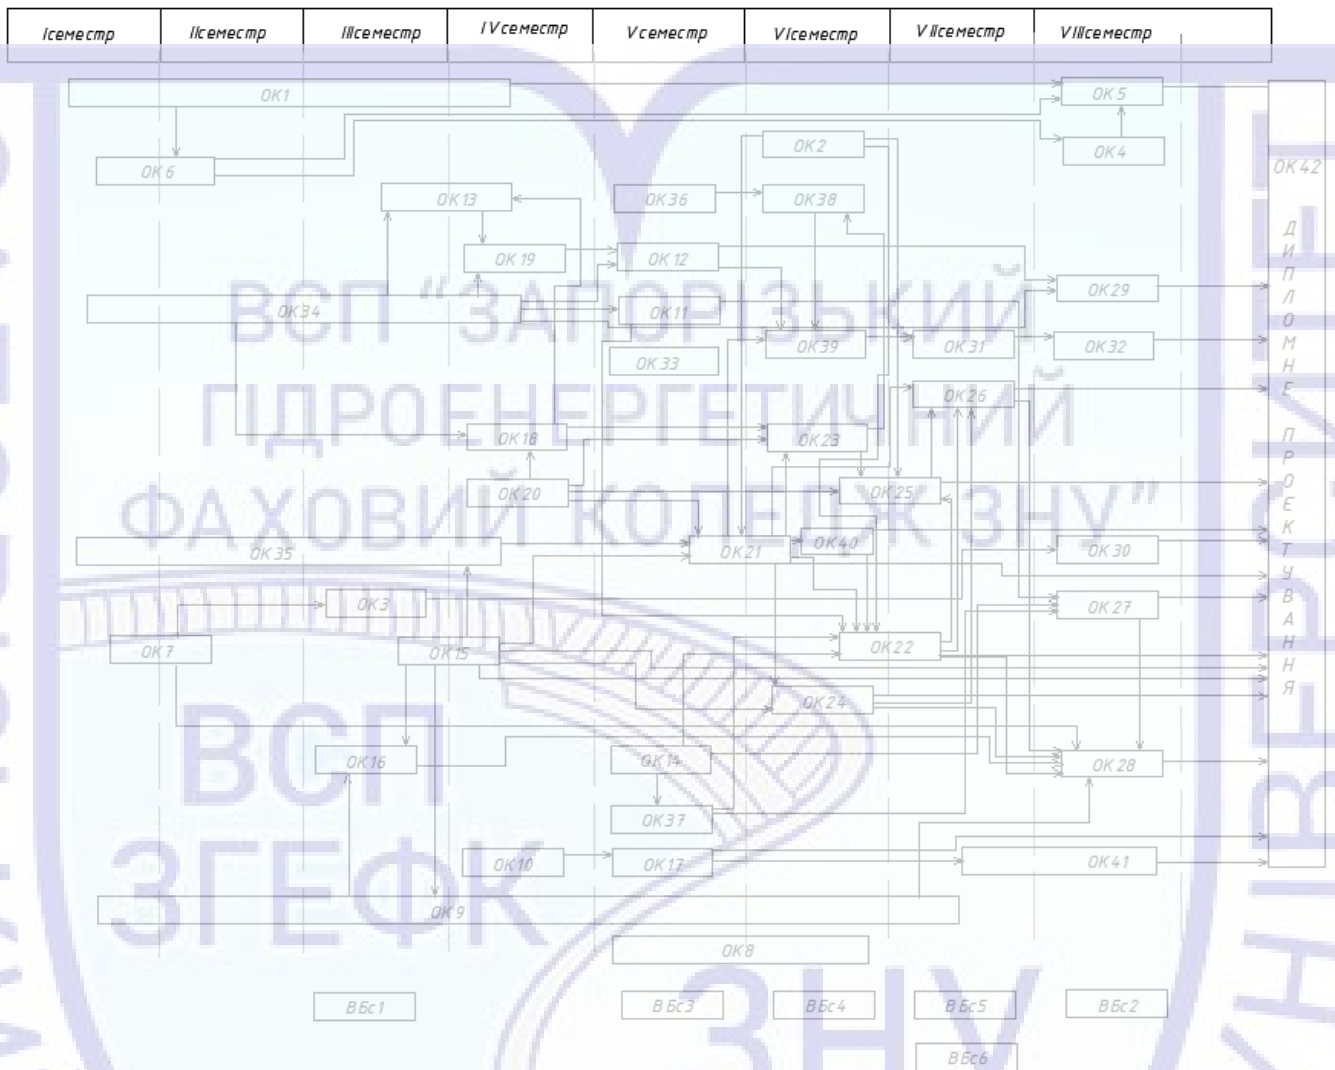 Iсеместр IIсеместр IIIсеместр IVсеместр Vсеместр VIсеместр VIIсеместр VIIIсеместр
ОК1 ОК5
ОК2 ОК4
ОК6 ОК42
ОК13 ОК36 ОК38
ОК19 ОК12
ОК29
ОК34 ОК11
ОК39 ОК31 ОК32
ОК33
ОК26
ОК18 ОК23
ОК20 ОК25
ОК35 ОК21 ОК40 ОК30
ОК3 ОК27
ОК7 ОК15 ОК22
ОК24
ОК16 ОК14 ОК28
ОК37
ОК10 ОК17 ОК41
ОК9
ОК8
ВБс1 ВБс3 ВБс4 ВБс5 ВБс2
ВБс6
ДИПЛОМНЕ ПРОЕКТУВАННЯ
ВСП “ЗАПОРІЗЬКИЙ
ГІДРОЕНЕРГЕТИЧНИЙ
ФАХОВИЙ КОЛЕДЖ ЗНУ”
ВСП
ЗГЕФК
ЗНУ